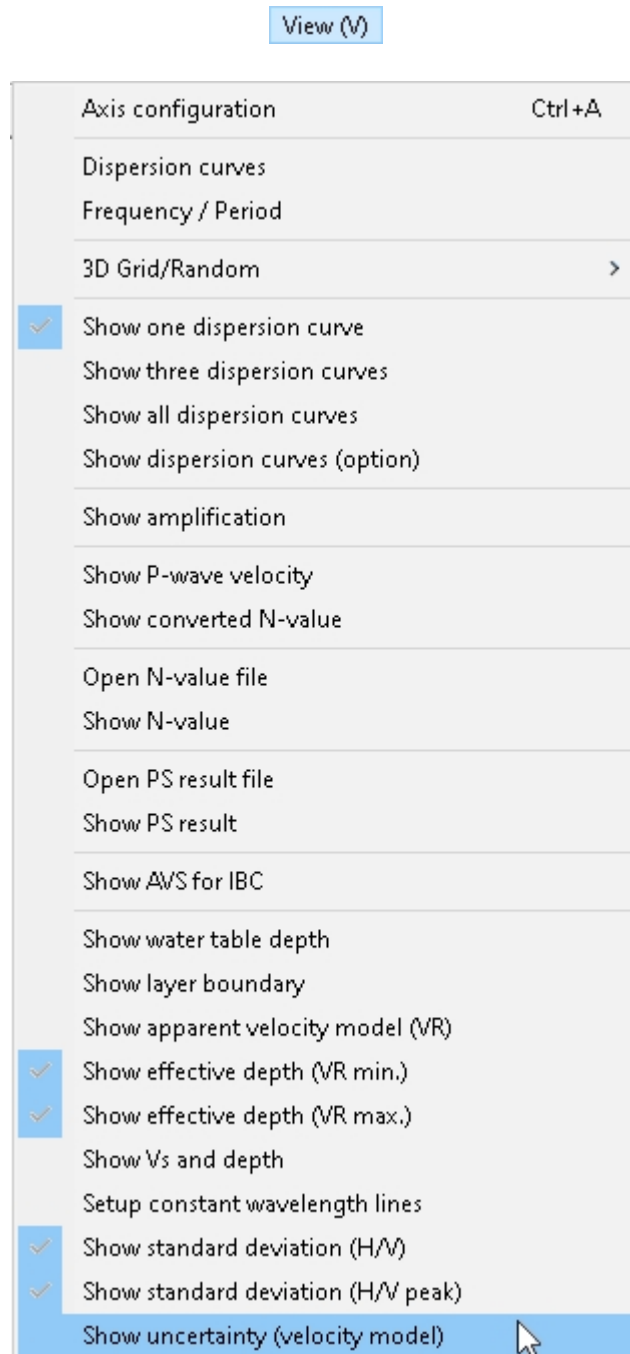 View (V)
Axis configuration Ctrl+A
Dispersion curves
Frequency / Period
3D Grid/Random
Show one dispersion curve
Show three dispersion curves
Show all dispersion curves
Show dispersion curves (option)
Show amplification
Show P-wave velocity
Show converted N-value
Open N-value file
Show N-value
Open PS result file
Show PS result
Show AVS for IBC
Show water table depth
Show layer boundary
Show apparent velocity model (VR)
Show effective depth (VR min.)
Show effective depth (VR max.)
Show Vs and depth
Setup constant wavelength lines
Show standard deviation (H/V)
Show standard deviation (H/V peak)
Show uncertainty (velocity model)